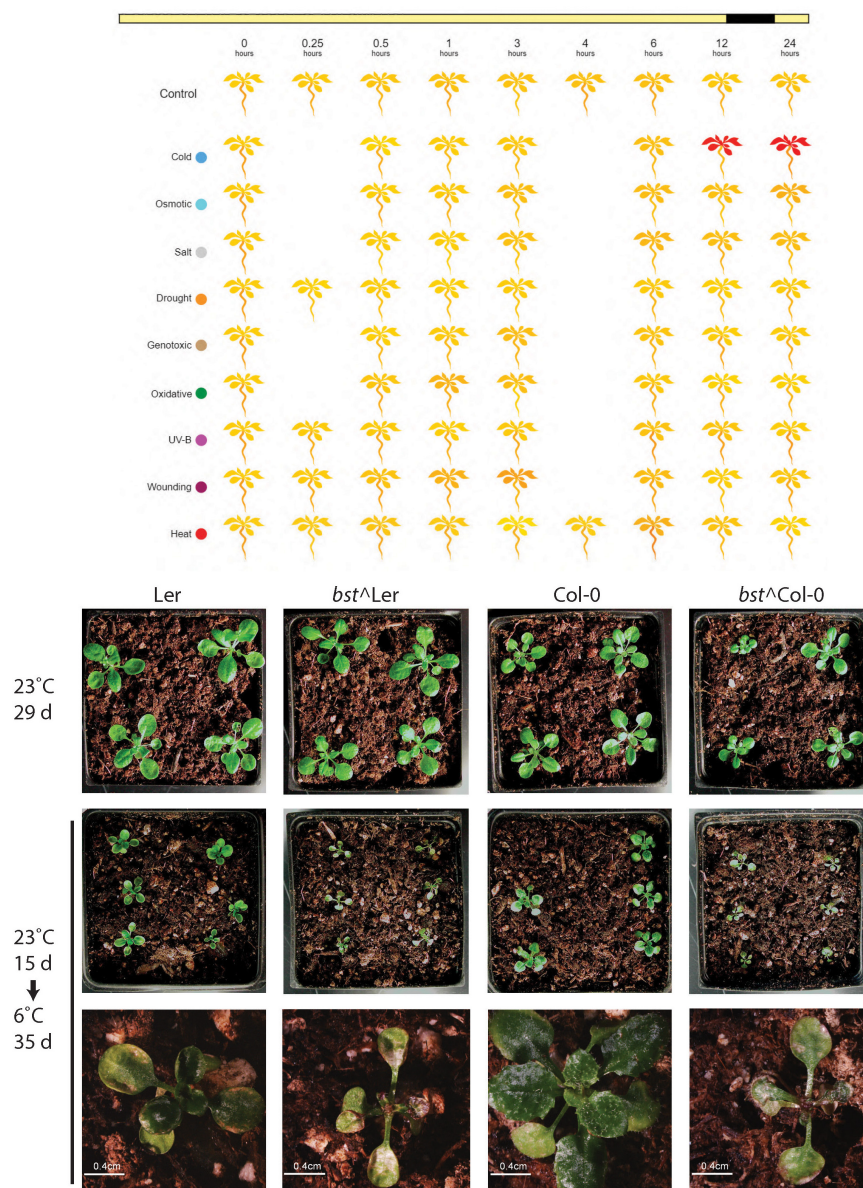 0 0.25 0.5 1 3 4 6 12 24
hours hours hours hours hours hours hours hours hours
Control
Cold
Osmotic
Salt
Drought
Genotoxic
Oxidative
UV-B
Wounding
Heat
Ler bst^Ler Col-0 bst^Col-0
23˚C
29 d
23˚C
15 d
6˚C
35 d
0.4cm 0.4cm 0.4cm 0.4cm